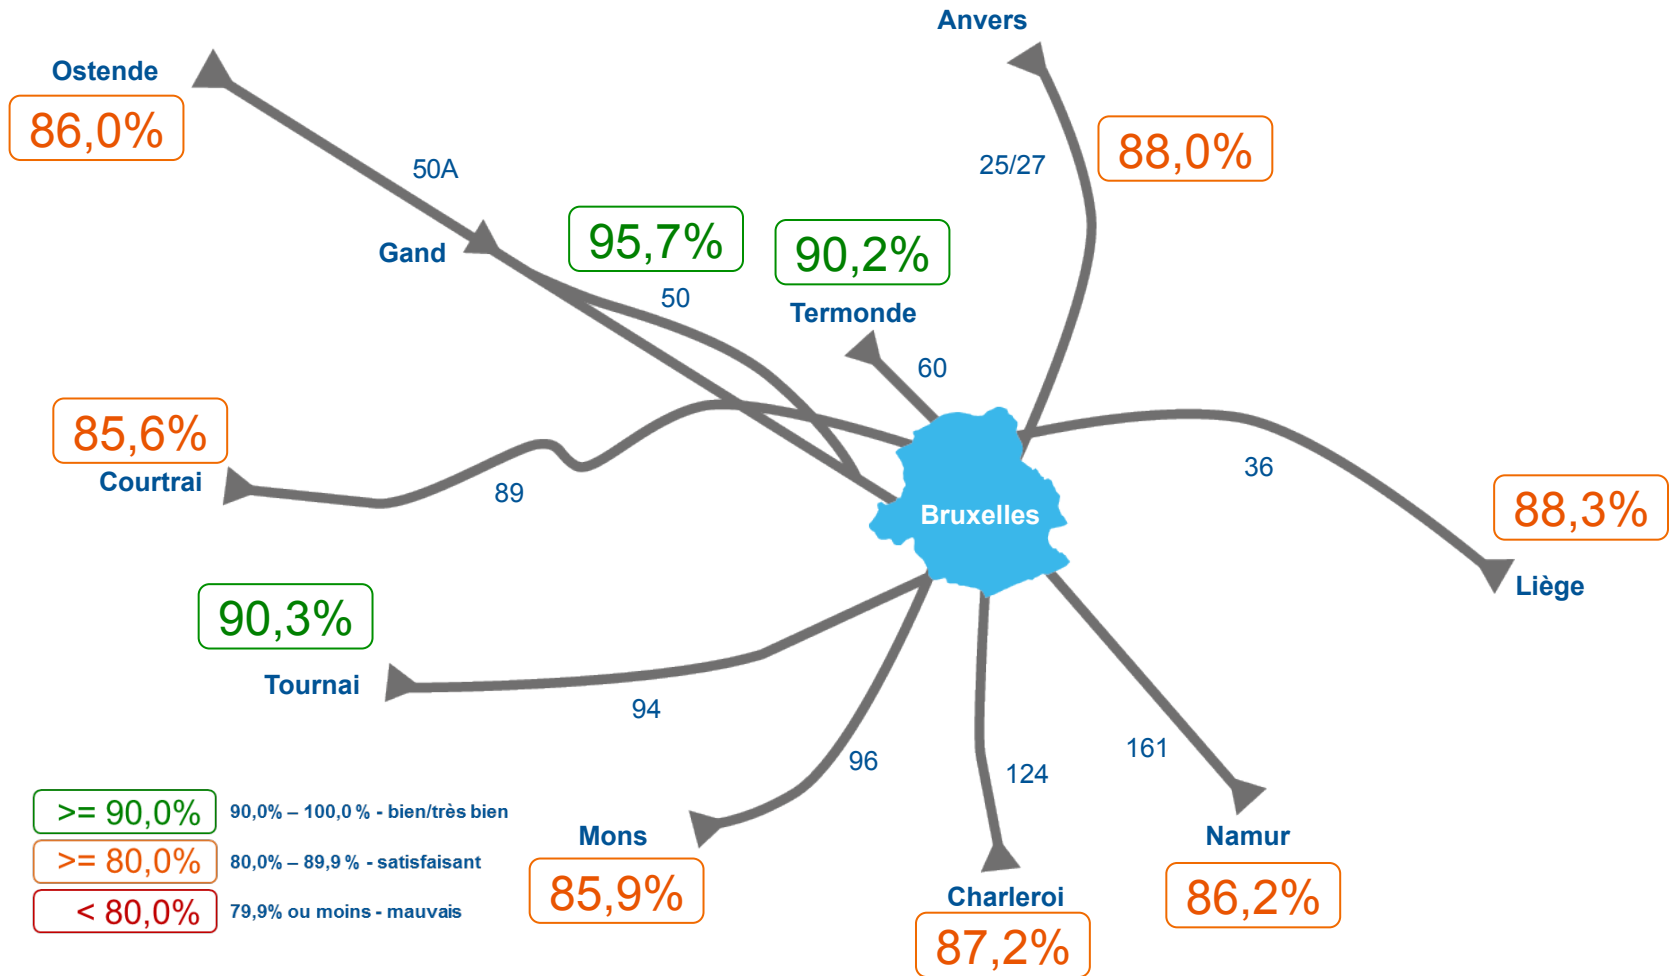 Anvers
Ostende
86,0%
88,0%
25/27
50A
95,7%
90,2%
Gand
50
Termonde
60
85,6%
Courtrai
89
36
88,3%
Bruxelles
Liège
90,3%
Tournai
94
96
124
161
>= 90,0% 90,0% – 100,0 % - bien/très bien
>= 80,0% 80,0% – 89,9 % - satisfaisant
< 80,0% 79,9% ou moins - mauvais
Mons
85,9%
Charleroi
87,2%
Namur
86,2%